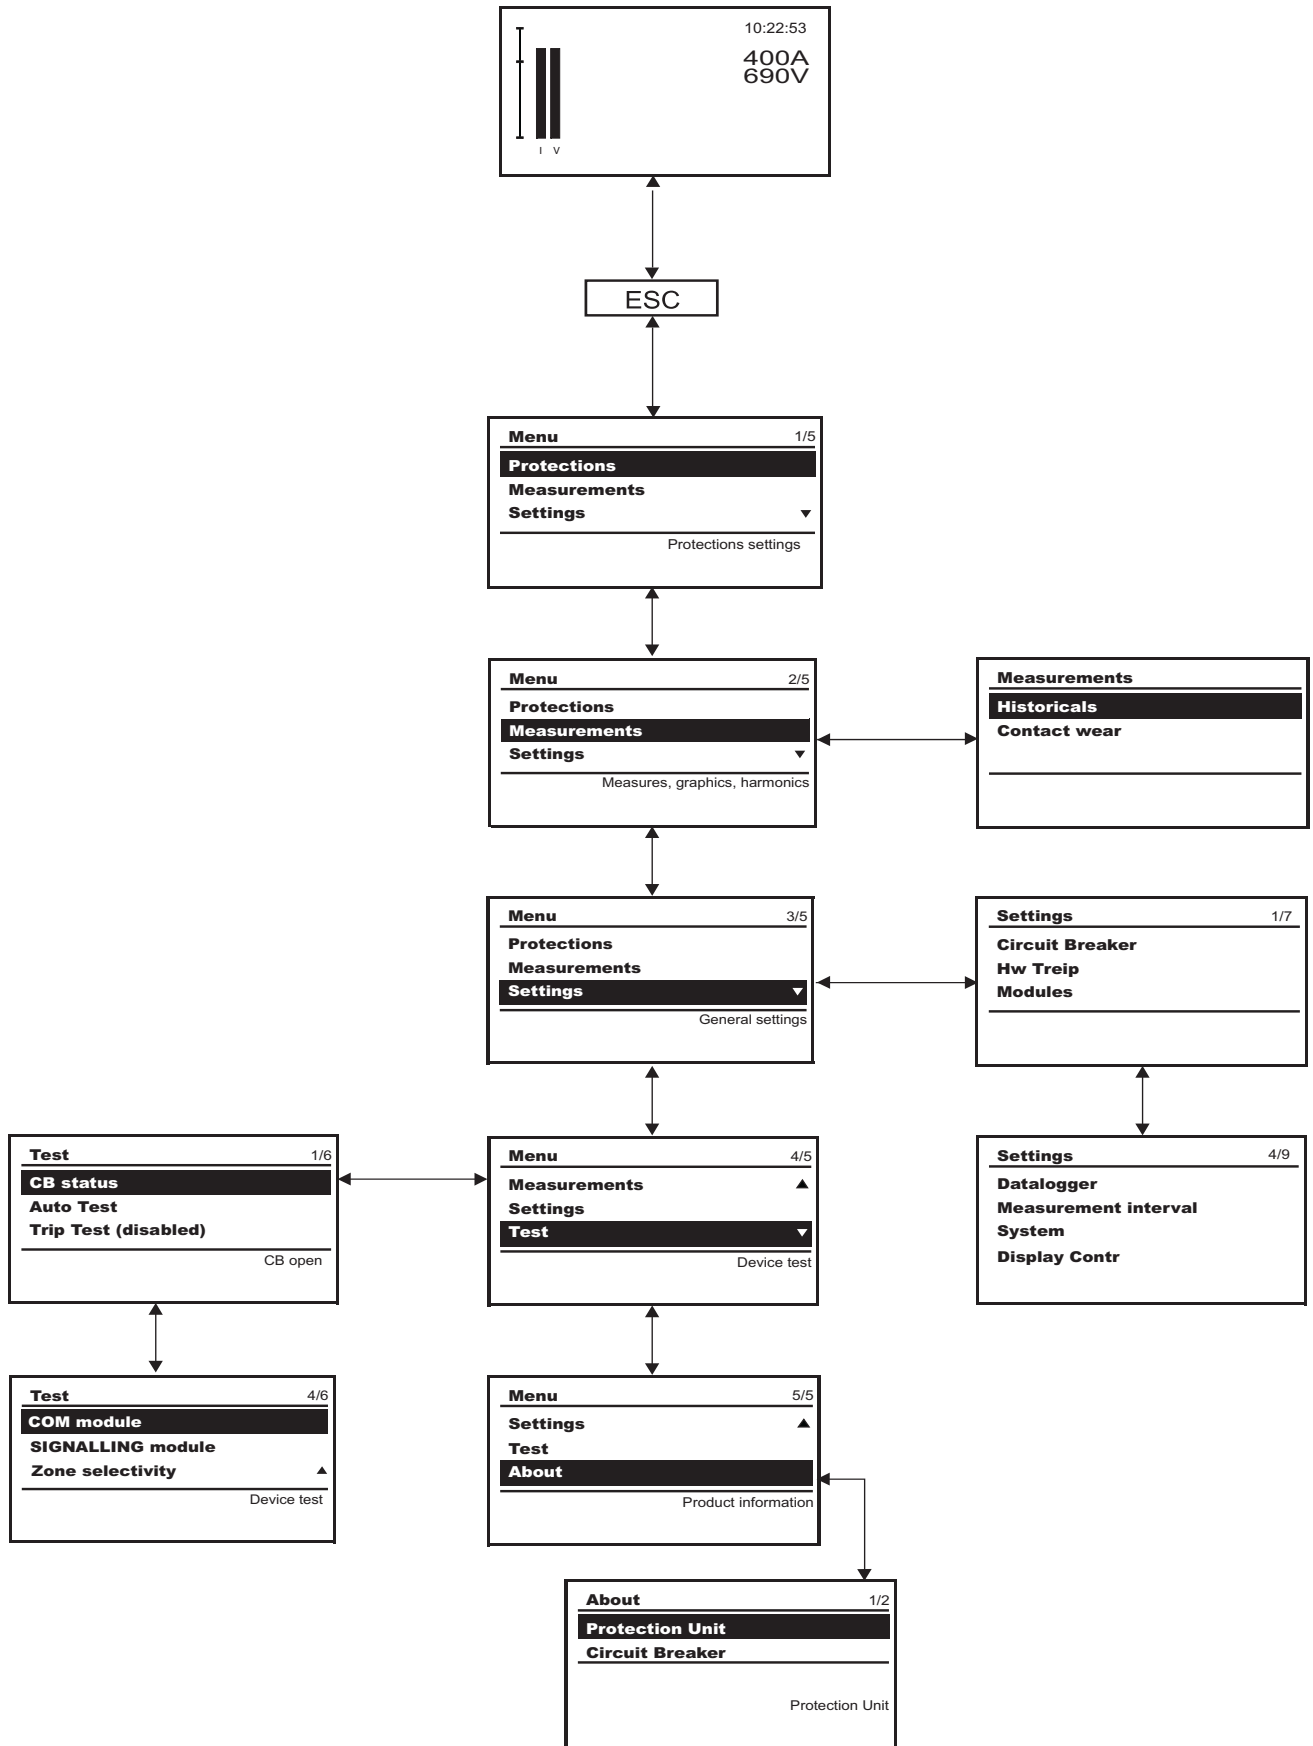 10:22:53
400A
690V
I V
ESC
Menu 1/5
Protections
Measurements
Settings ▼
Protections settings
Menu 2/5
Protections
Measurements
Settings ▼
Measures, graphics, harmonics
Measurements
Historicals
Contact wear
Menu 3/5
Protections
Measurements
Settings ▼
General settings
Settings 1/7
Circuit Breaker
Hw Treip
Modules
Test 1/6
CB status
Auto Test
Trip Test (disabled)
CB open
Menu 4/5
Measurements ▲
Settings
Test ▼
Device test
Settings 4/9
Datalogger
Measurement interval
System
Display Contr
Test 4/6
COM module
SIGNALLING module
Zone selectivity ▲
Device test
Menu 5/5
Settings ▲
Test
About
Product information
About 1/2
Protection Unit
Circuit Breaker
Protection Unit